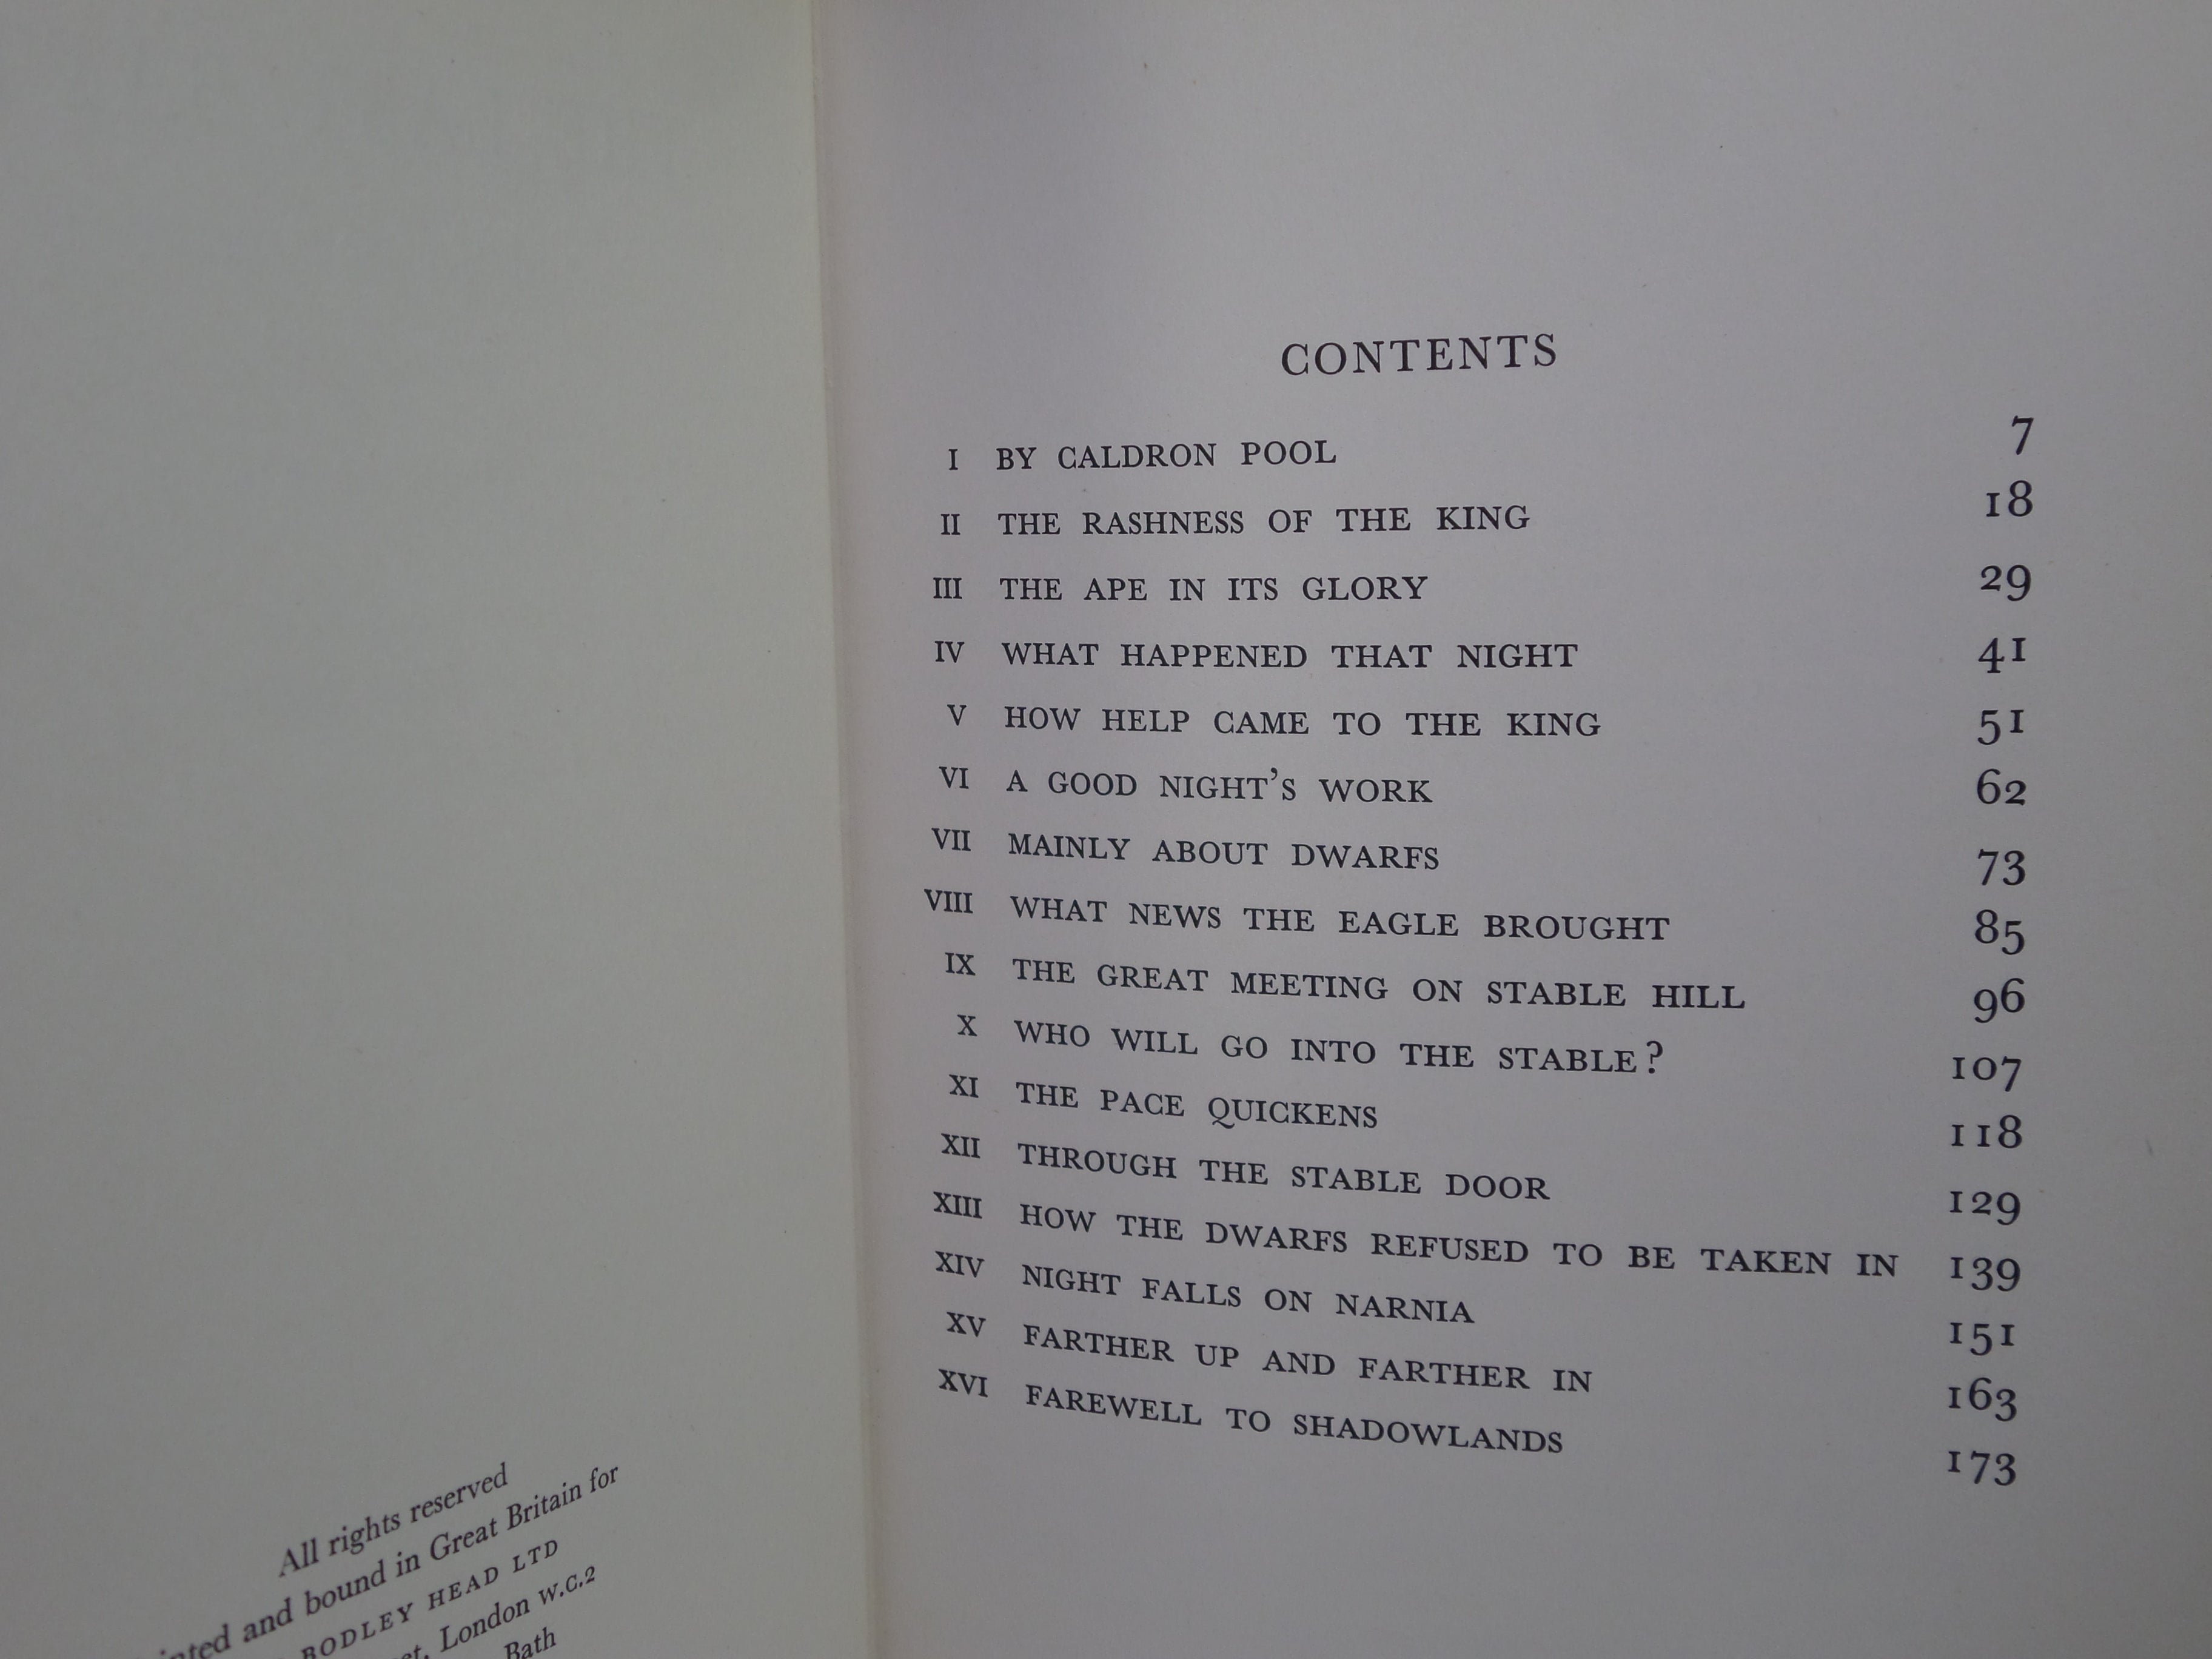 All rights reserved
and bound in Great Britain for
BODLEY HEAD LTD
London W.C.2
Bath
CONTENTS
I BY CALDRON POOL 7
II THE RASHNESS OF THE KING 18
III THE APE IN ITS GLORY 29
IV WHAT HAPPENED THAT NIGHT 41
V HOW HELP CAME TO THE KING 51
VI A GOOD NIGHT'S WORK 62
VII MAINLY ABOUT DWARFS 73
VIII WHAT NEWS THE EAGLE BROUGHT 85
IX THE GREAT MEETING ON STABLE HILL 96
X WHO WILL GO INTO THE STABLE? 107
XI THE PACE QUICKENS 118
XII THROUGH THE STABLE DOOR 129
XIII HOW THE DWARFS REFUSED TO BE TAKEN IN 139
XIV NIGHT FALLS ON NARNIA 151
XV FARTHER UP AND FARTHER IN 163
XVI FAREWELL TO SHADOWLANDS 173